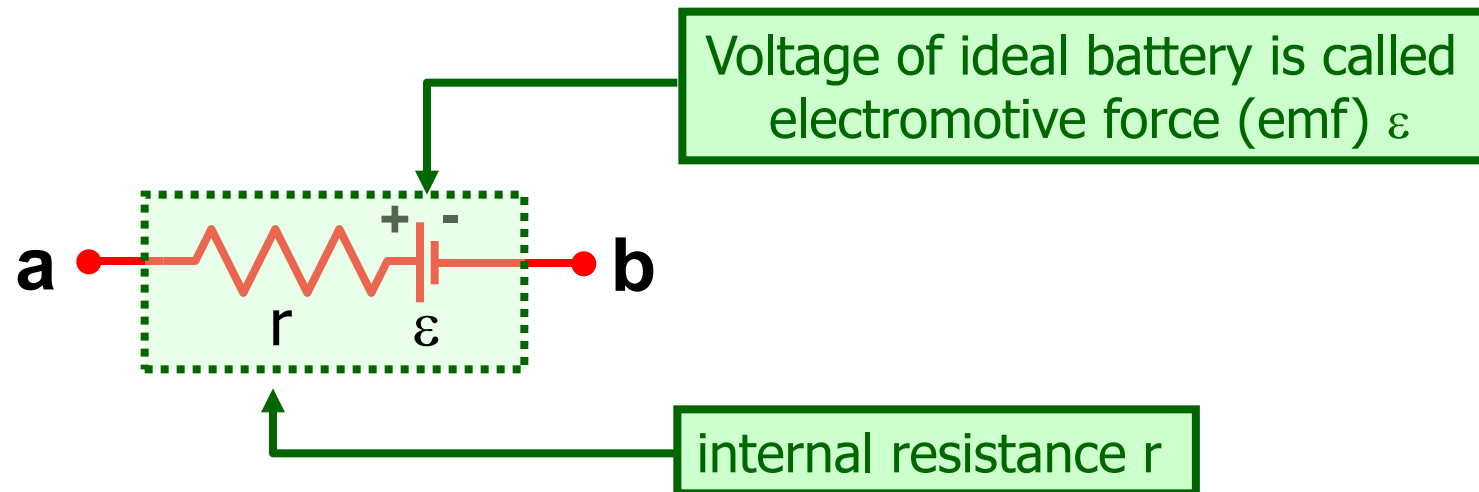 Voltage of ideal battery is called
electromotive force (emf) ε
+ -
a
b
r
ε
internal resistance r